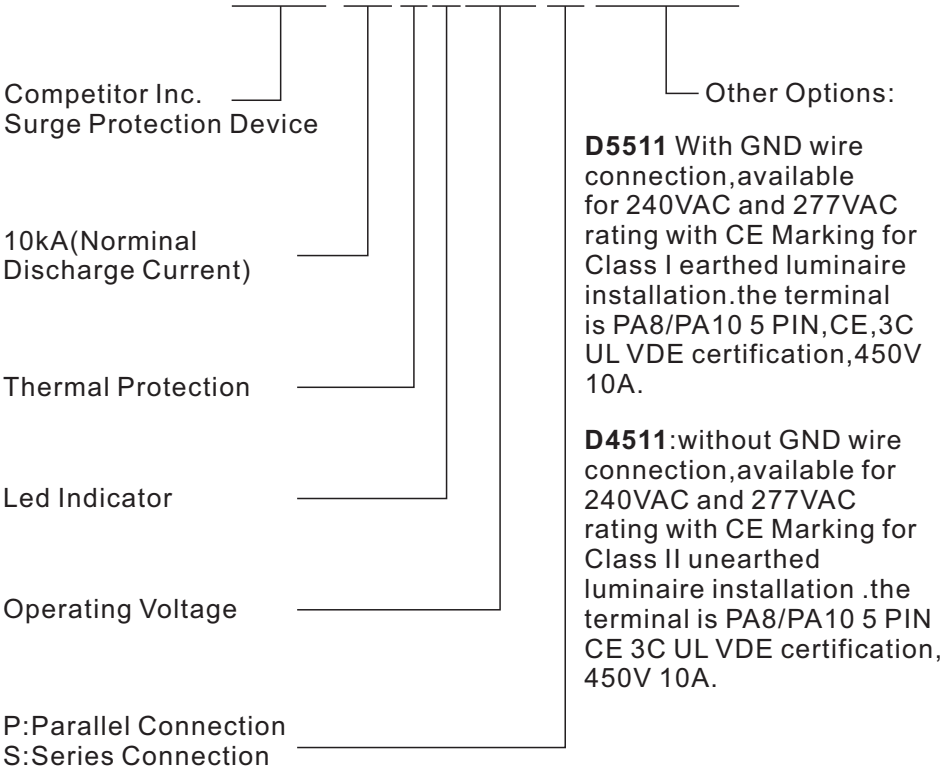 Competitor Inc.
Surge Protection Device
10kA(Norminal
Discharge Current)
Thermal Protection
Led Indicator
Operating Voltage
P:Parallel Connection
S:Series Connection
Other Options:
D5511 With GND wire
connection,available
for 240VAC and 277VAC
rating with CE Marking for
Class I earthed luminaire
installation.the terminal
is PA8/PA10 5 PIN,CE,3C
UL VDE certification,450V
10A.
D4511:without GND wire
connection,available for
240VAC and 277VAC
rating with CE Marking for
Class II unearthed
luminaire installation .the
terminal is PA8/PA10 5 PIN
CE 3C UL VDE certification,
450V 10A.